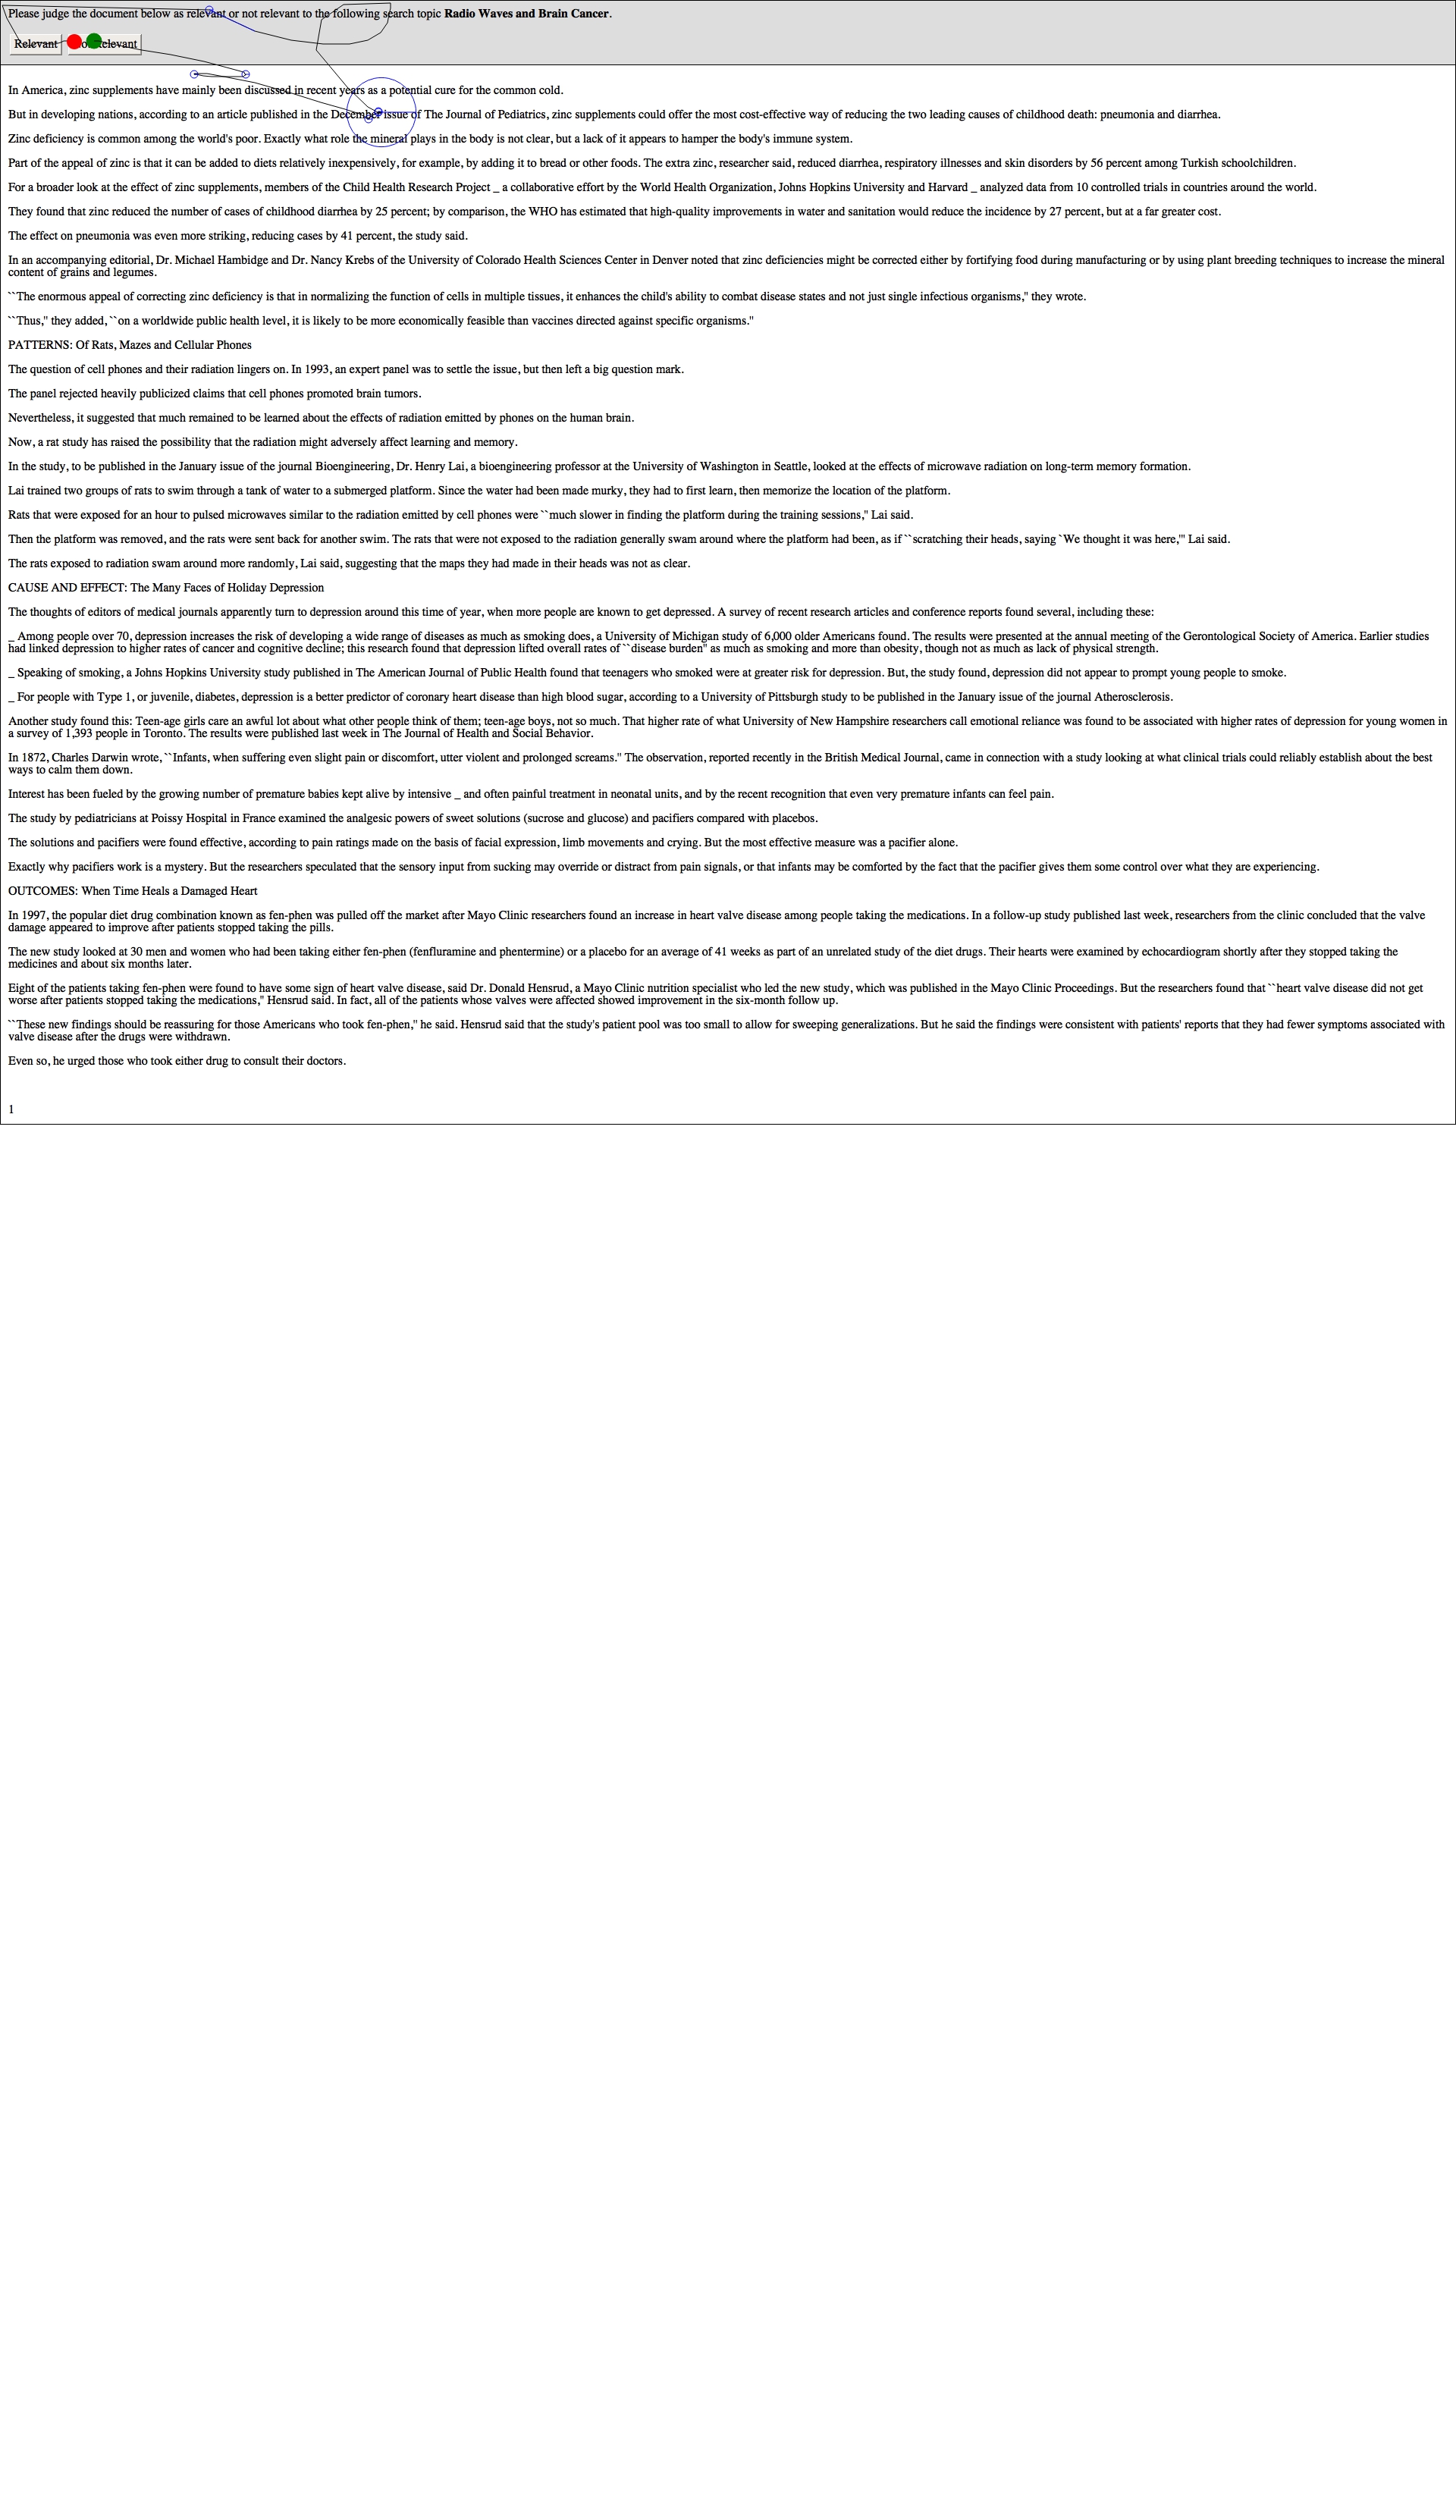 Please judge the document below as relevant or not relevant to the following search topic Radio Waves and Brain Cancer.
Relevant
In America, zinc supplements have mainly been discussed in recent years as a potential cure for the common cold.
But in developing nations, according to an article published in the December issue of The Journal of Pediatrics, zinc supplements could offer the most cost-effective way of reducing the two leading causes of childhood death: pneumonia and diarrhea.
Zinc deficiency is common among the world's poor. Exactly what role the mineral plays in the body is not clear, but a lack of it appears to hamper the body's immune system.
Part of the appeal of zinc is that it can be added to diets relatively inexpensively, for example, by adding it to bread or other foods. The extra zinc, researcher said, reduced diarrhea, respiratory illnesses and skin disorders by 56 percent among Turkish schoolchildren.
For a broader look at the effect of zinc supplements, members of the Child Health Research Project _ a collaborative effort by the World Health Organization, Johns Hopkins University and Harvard _ analyzed data from 10 controlled trials in countries around the world.
They found that zinc reduced the number of cases of childhood diarrhea by 25 percent; by comparison, the WHO has estimated that high-quality improvements in water and sanitation would reduce the incidence by 27 percent, but at a far greater cost.
The effect on pneumonia was even more striking, reducing cases by 41 percent, the study said.
In an accompanying editorial, Dr. Michael Hambidge and Dr. Nancy Krebs of the University of Colorado Health Sciences Center in Denver noted that zinc deficiencies might be corrected either by fortifying food during manufacturing or by using plant breeding techniques to increase the mineral
content of grains and legumes.
``The enormous appeal of correcting zinc deficiency is that in normalizing the function of cells in multiple tissues, it enhances the child's ability to combat disease states and not just single infectious organisms,'' they wrote.
``Thus,'' they added, ``on a worldwide public health level, it is likely to be more economically feasible than vaccines directed against specific organisms.''
PATTERNS: Of Rats, Mazes and Cellular Phones
The question of cell phones and their radiation lingers on. In 1993, an expert panel was to settle the issue, but then left a big question mark.
The panel rejected heavily publicized claims that cell phones promoted brain tumors.
Nevertheless, it suggested that much remained to be learned about the effects of radiation emitted by phones on the human brain.
Now, a rat study has raised the possibility that the radiation might adversely affect learning and memory.
In the study, to be published in the January issue of the journal Bioengineering, Dr. Henry Lai, a bioengineering professor at the University of Washington in Seattle, looked at the effects of microwave radiation on long-term memory formation.
Lai trained two groups of rats to swim through a tank of water to a submerged platform. Since the water had been made murky, they had to first learn, then memorize the location of the platform.
Rats that were exposed for an hour to pulsed microwaves similar to the radiation emitted by cell phones were ``much slower in finding the platform during the training sessions,'' Lai said.
Then the platform was removed, and the rats were sent back for another swim. The rats that were not exposed to the radiation generally swam around where the platform had been, as if ``scratching their heads, saying `We thought it was here,''' Lai said.
The rats exposed to radiation swam around more randomly, Lai said, suggesting that the maps they had made in their heads was not as clear.
CAUSE AND EFFECT: The Many Faces of Holiday Depression
The thoughts of editors of medical journals apparently turn to depression around this time of year, when more people are known to get depressed. A survey of recent research articles and conference reports found several, including these:
_ Among people over 70, depression increases the risk of developing a wide range of diseases as much as smoking does, a University of Michigan study of 6,000 older Americans found. The results were presented at the annual meeting of the Gerontological Society of America. Earlier studies
had linked depression to higher rates of cancer and cognitive decline; this research found that depression lifted overall rates of ``disease burden'' as much as smoking and more than obesity, though not as much as lack of physical strength.
_ Speaking of smoking, a Johns Hopkins University study published in The American Journal of Public Health found that teenagers who smoked were at greater risk for depression. But, the study found, depression did not appear to prompt young people to smoke.
_ For people with Type 1, or juvenile, diabetes, depression is a better predictor of coronary heart disease than high blood sugar, according to a University of Pittsburgh study to be published in the January issue of the journal Atherosclerosis.
Another study found this: Teen-age girls care an awful lot about what other people think of them; teen-age boys, not so much. That higher rate of what University of New Hampshire researchers call emotional reliance was found to be associated with higher rates of depression for young women in
a survey of 1,393 people in Toronto. The results were published last week in The Journal of Health and Social Behavior.
In 1872, Charles Darwin wrote, ``Infants, when suffering even slight pain or discomfort, utter violent and prolonged screams.'' The observation, reported recently in the British Medical Journal, came in connection with a study looking at what clinical trials could reliably establish about the best
ways to calm them down.
Interest has been fueled by the growing number of premature babies kept alive by intensive _ and often painful treatment in neonatal units, and by the recent recognition that even very premature infants can feel pain.
The study by pediatricians at Poissy Hospital in France examined the analgesic powers of sweet solutions (sucrose and glucose) and pacifiers compared with placebos.
The solutions and pacifiers were found effective, according to pain ratings made on the basis of facial expression, limb movements and crying. But the most effective measure was a pacifier alone.
Exactly why pacifiers work is a mystery. But the researchers speculated that the sensory input from sucking may override or distract from pain signals, or that infants may be comforted by the fact that the pacifier gives them some control over what they are experiencing.
OUTCOMES: When Time Heals a Damaged Heart
In 1997, the popular diet drug combination known as fen-phen was pulled off the market after Mayo Clinic researchers found an increase in heart valve disease among people taking the medications. In a follow-up study published last week, researchers from the clinic concluded that the valve
damage appeared to improve after patients stopped taking the pills.
The new study looked at 30 men and women who had been taking either fen-phen (fenfluramine and phentermine) or a placebo for an average of 41 weeks as part of an unrelated study of the diet drugs. Their hearts were examined by echocardiogram shortly after they stopped taking the
medicines and about six months later.
Eight of the patients taking fen-phen were found to have some sign of heart valve disease, said Dr. Donald Hensrud, a Mayo Clinic nutrition specialist who led the new study, which was published in the Mayo Clinic Proceedings. But the researchers found that ``heart valve disease did not get
worse after patients stopped taking the medications,'' Hensrud said. In fact, all of the patients whose valves were affected showed improvement in the six-month follow up.
``These new findings should be reassuring for those Americans who took fen-phen,'' he said. Hensrud said that the study's patient pool was too small to allow for sweeping generalizations. But he said the findings were consistent with patients' reports that they had fewer symptoms associated with
valve disease after the drugs were withdrawn.
Even so, he urged those who took either drug to consult their doctors.
1